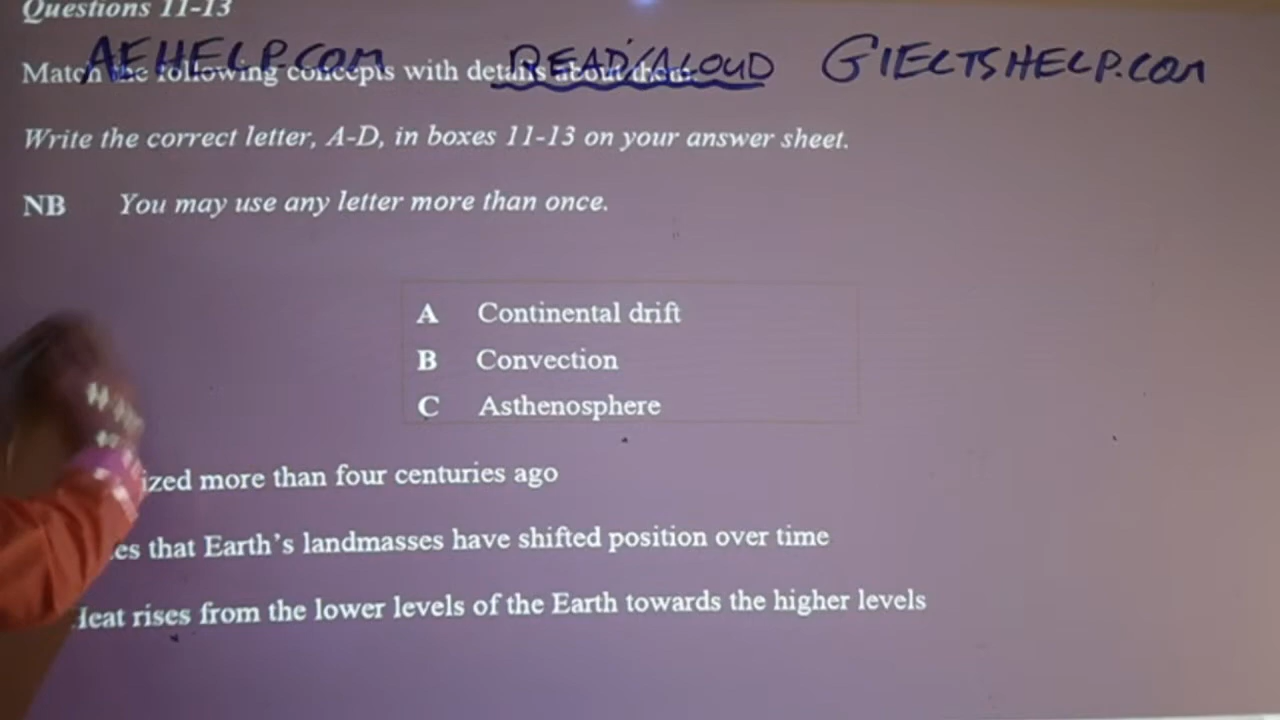 Questions 11-13
AEHELP.COM READ/ALOUD GIELTSHELP.COM
Match the following concepts with details about them.
Write the correct letter, A-D, in boxes 11-13 on your answer sheet.
NB You may use any letter more than once.
A Continental drift
B Convection
C Asthenosphere
more than four centuries ago
that Earth's landmasses have shifted position over time
Heat rises from the lower levels of the Earth towards the higher levels